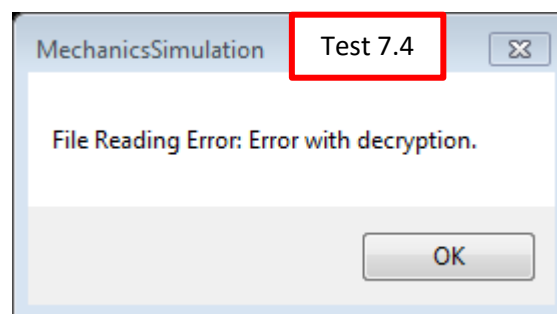 MechanicsSimulation
Test 7.4
File Reading Error: Error with decryption.
OK